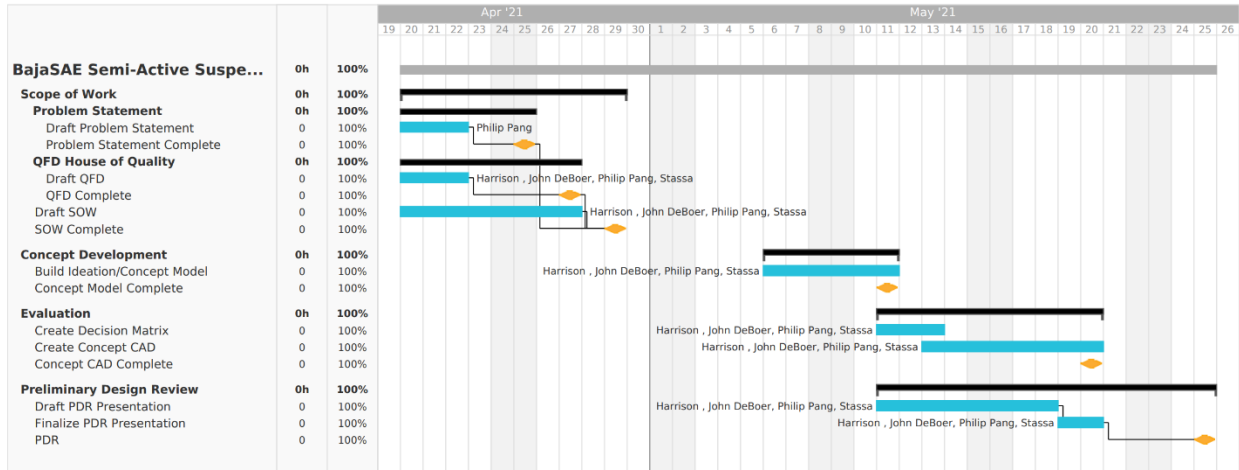 Apr '21 May '21
19 20 21 22 23 24 25 26 27 28 29 30 1 2 3 4 5 6 7 8 9 10 11 12 13 14 15 16 17 18 19 20 21 22 23 24 25 26
BajaSAE Semi-Active Suspe... 0h 100%
Scope of Work 0h 100%
Problem Statement 0h 100%
Draft Problem Statement 0 100% Philip Pang
Problem Statement Complete 0 100%
QFD House of Quality 0h 100%
Draft QFD 0 100% Harrison , John DeBoer, Philip Pang, Stassa
QFD Complete 0 100%
Draft SOW 0 100% Harrison , John DeBoer, Philip Pang, Stassa
SOW Complete 0 100%
Concept Development 0h 100%
Build Ideation/Concept Model 0 100% Harrison , John DeBoer, Philip Pang, Stassa
Concept Model Complete 0 100%
Evaluation 0h 100%
Create Decision Matrix 0 100% Harrison , John DeBoer, Philip Pang, Stassa
Create Concept CAD 0 100% Harrison , John DeBoer, Philip Pang, Stassa
Concept CAD Complete 0 100%
Preliminary Design Review 0h 100%
Draft PDR Presentation 0 100% Harrison , John DeBoer, Philip Pang, Stassa
Finalize PDR Presentation 0 100% Harrison , John DeBoer, Philip Pang, Stassa
PDR 0 100%